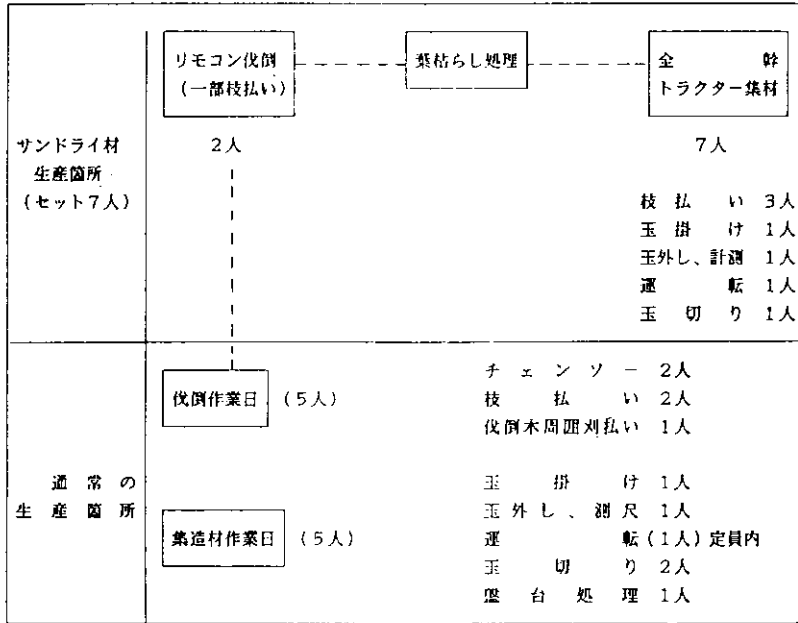 リモコン伐倒
(一部枝払い)
葉枯らし処理
全幹
トラクター集材
サンドライ材
生産箇所
(セット7人)
2人
7人
枝払い 3人
玉掛け 1人
玉外し、計測 1人
運転 1人
玉切り 1人
通常の
生産箇所
伐倒作業日 (5人)
チェンソー 2人
枝払い 2人
伐倒木周囲刈払い 1人
集造材作業日 (5人)
玉掛け 1人
玉外し、測尺 1人
運転(1人)定員内
玉切り 2人
盤台処理 1人